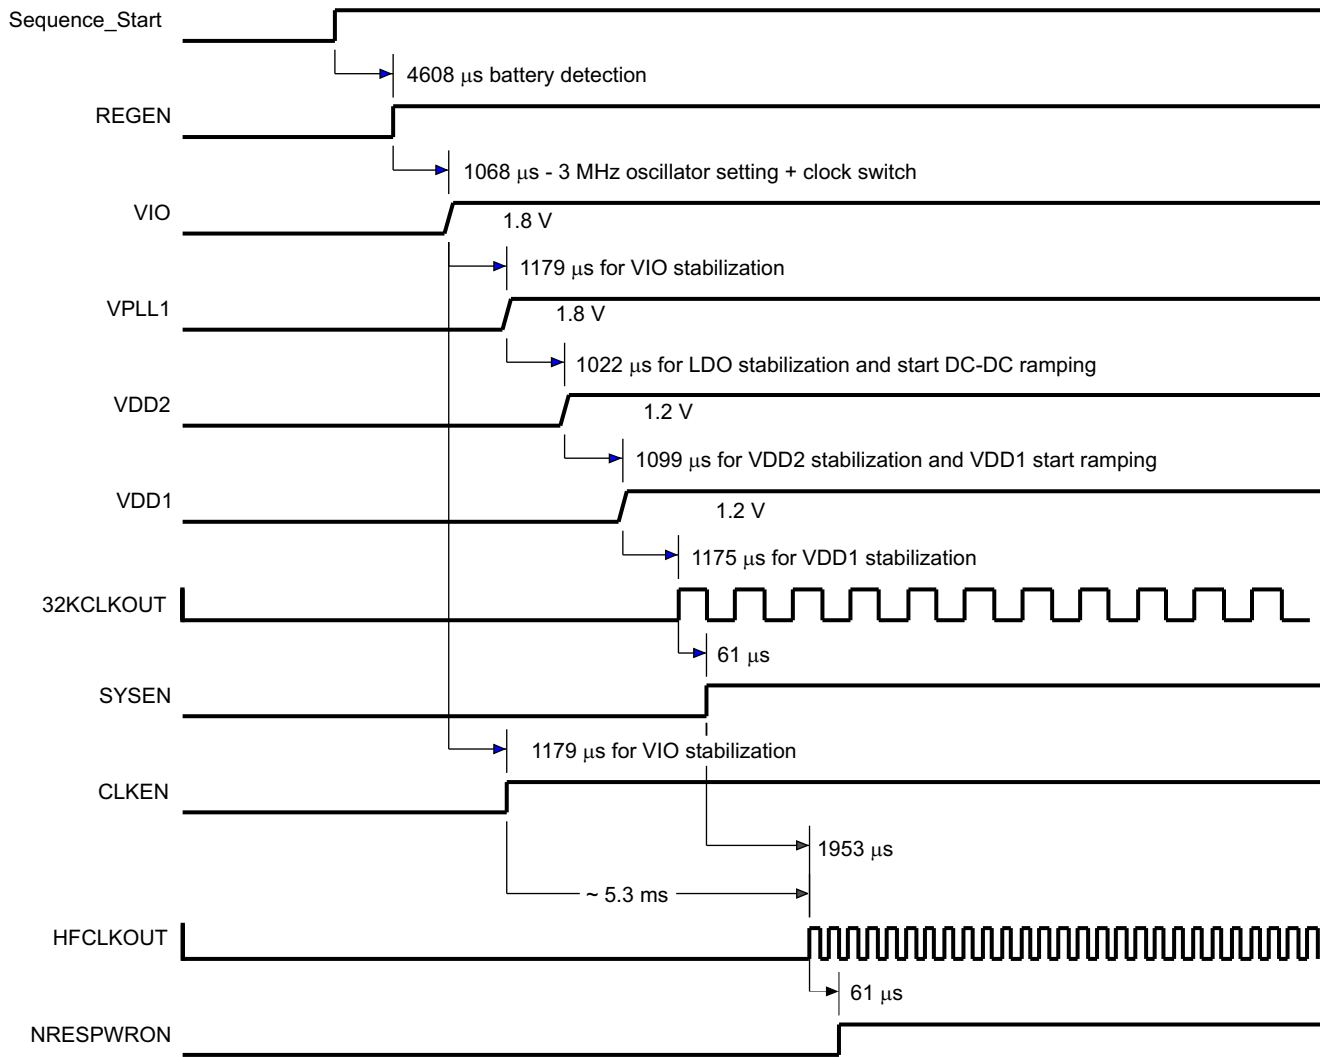 Sequence_Start
4608 μs battery detection
REGEN
1068 μs - 3 MHz oscillator setting + clock switch
VIO
1.8 V
1179 μs for VIO stabilization
VPLL1
1.8 V
1022 μs for LDO stabilization and start DC-DC ramping
VDD2
1.2 V
1099 μs for VDD2 stabilization and VDD1 start ramping
VDD1
1.2 V
1175 μs for VDD1 stabilization
32KCLKOUT
61 μs
SYSEN
1179 μs for VIO stabilization
CLKEN
1953 μs
~ 5.3 ms
HFCLKOUT
61 μs
NRESPWRON